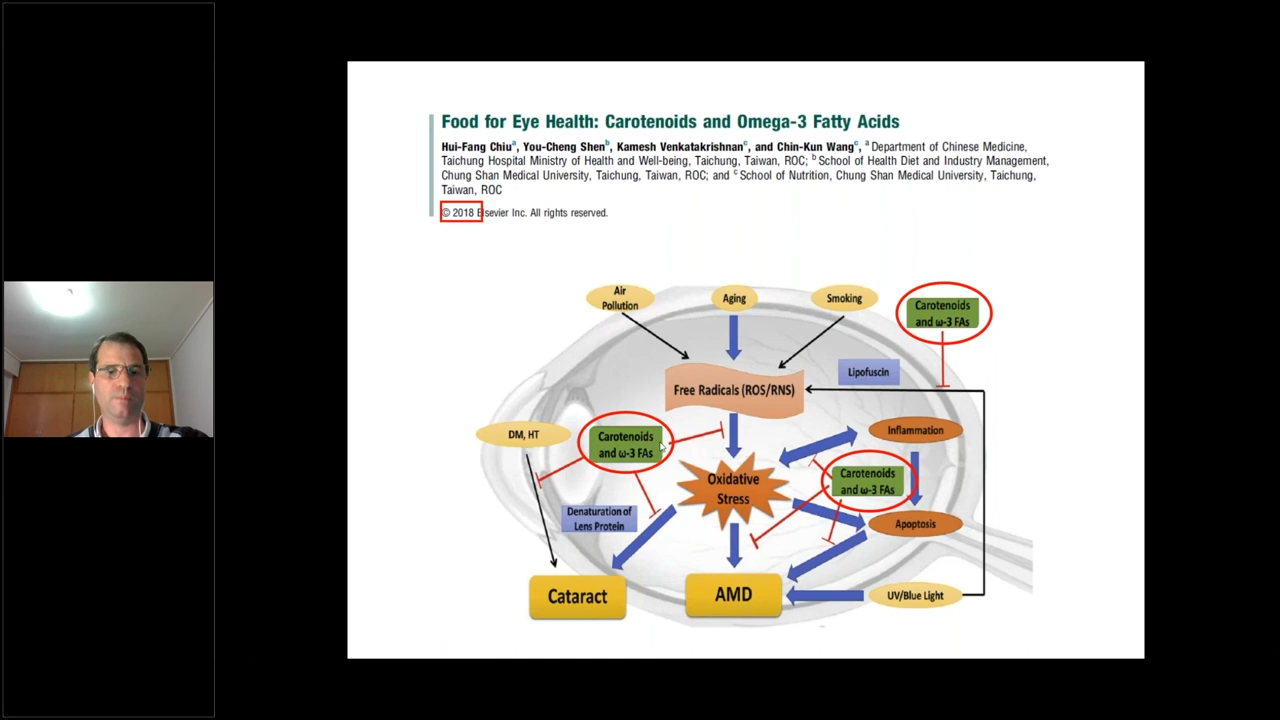 Food for Eye Health: Carotenoids and Omega-3 Fatty Acids
Hui-Fang Chiuª, You-Cheng Shenᵇ, Kamesh Venkatakrishnanᶜ, and Chin-Kun Wangᶜ, ª Department of Chinese Medicine,
Taichung Hospital Ministry of Health and Well-being, Taichung, Taiwan, ROC; ᵇ School of Health Diet and Industry Management,
Chung Shan Medical University, Taichung, Taiwan, ROC; and ᶜ School of Nutrition, Chung Shan Medical University, Taichung,
Taiwan, ROC
© 2018 Elsevier Inc. All rights reserved.
Air
Pollution
Aging
Smoking
Carotenoids
and ω-3 FAs
Lipofuscin
Free Radicals (ROS/RNS)
DM, HT
Carotenoids
and ω-3 FAs
Inflammation
Oxidative
Stress
Carotenoids
and ω-3 FAs
Denaturation of
Lens Protein
Apoptosis
Cataract
AMD
UV/Blue Light